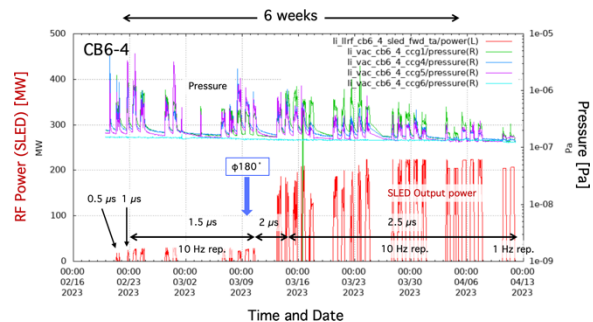 6 weeks
CB6-4
li_llrf_cb6_4_sled_fwd_ta/power(L)
li_vac_cb6_4_ccg1/pressure(R)
li_vac_cb6_4_ccg4/pressure(R)
li_vac_cb6_4_ccg5/pressure(R)
li_vac_cb6_4_ccg6/pressure(R)
500
400
300
200
100
0
RF Power (SLED) [MW]
MW
Pressure
φ180°
SLED Output power
0.5 μs
1 μs
1.5 μs
2 μs
2.5 μs
10 Hz rep.
10 Hz rep.
1 Hz rep.
1e-05
1e-06
1e-07
1e-08
1e-09
Pa
Pressure [Pa]
00:00 00:00 00:00 00:00 00:00 00:00 00:00 00:00 00:00
02/16 02/23 03/02 03/09 03/16 03/23 03/30 04/06 04/13
2023 2023 2023 2023 2023 2023 2023 2023 2023
Time and Date